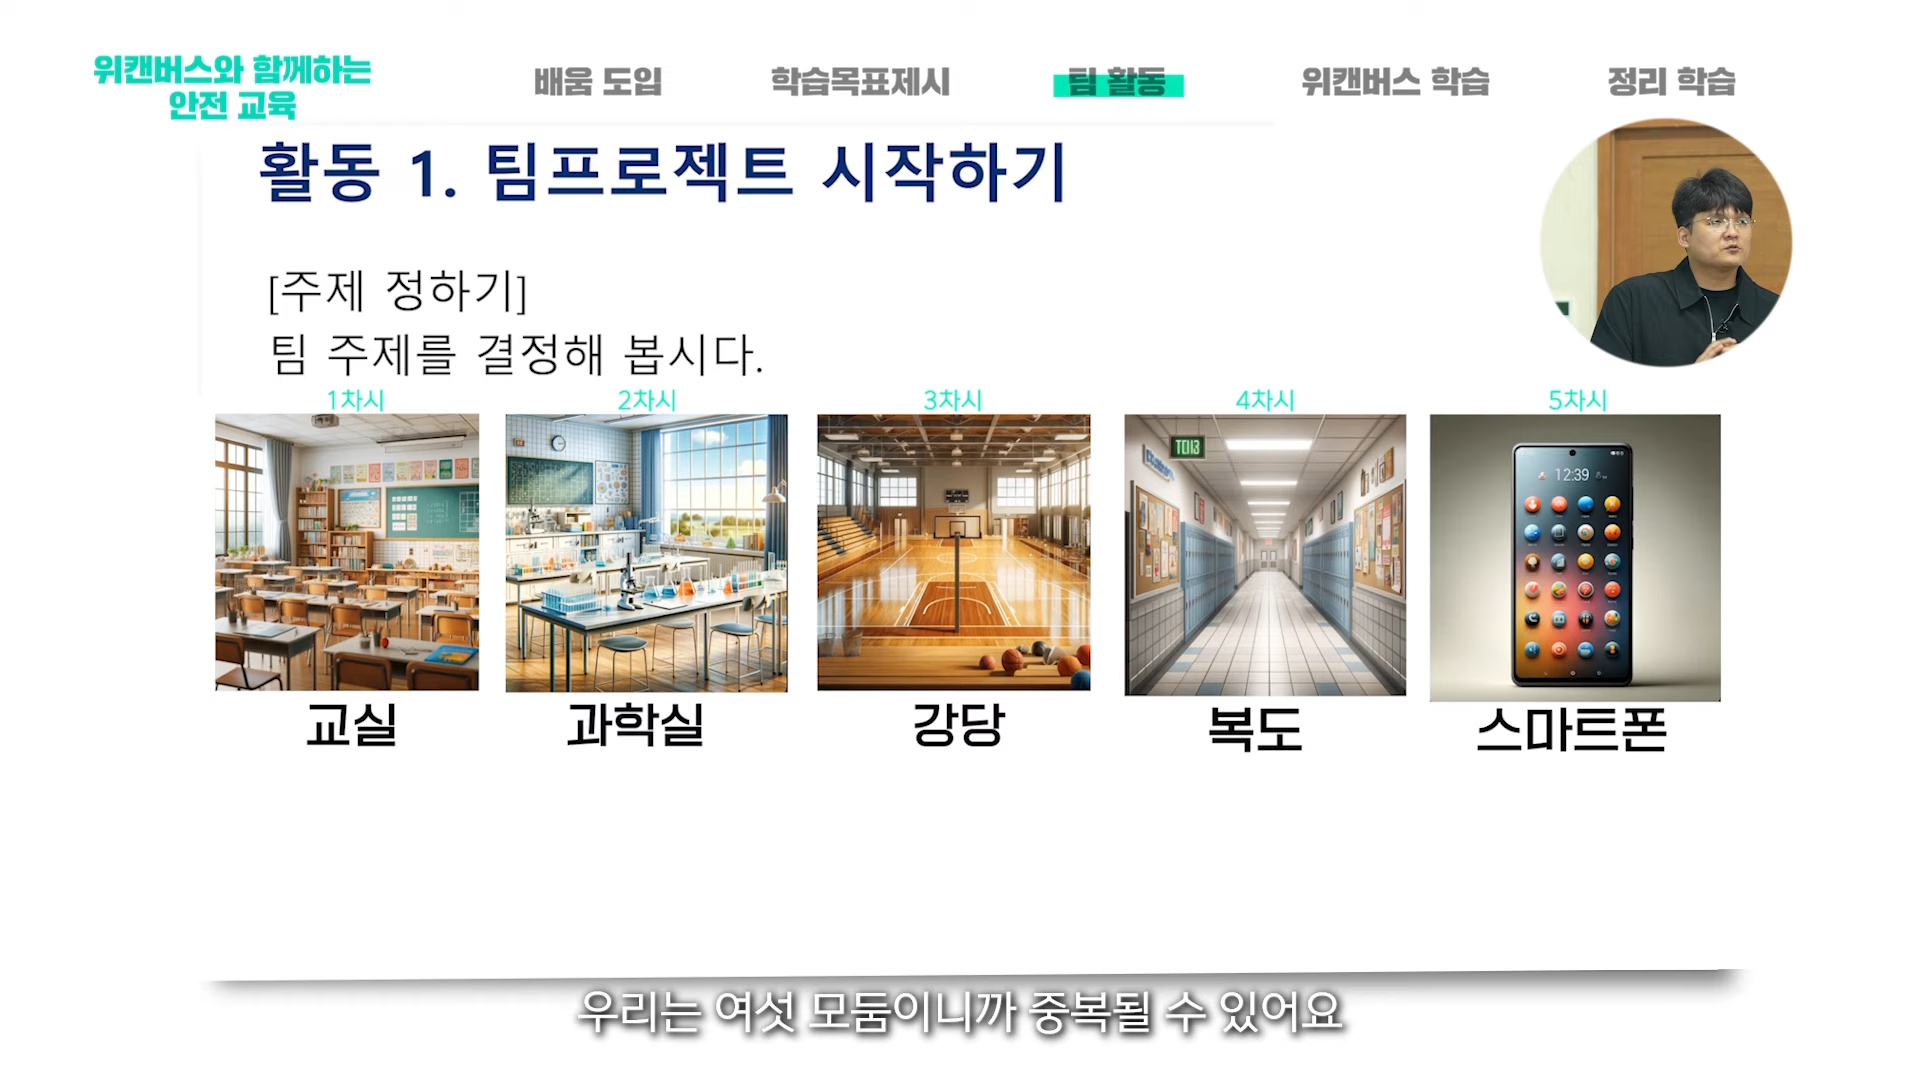 위캔버스와 함께하는
안전 교육
배움 도입
학습목표제시
팀 활동
위캔버스 학습
정리 학습
활동 1. 팀프로젝트 시작하기
[주제 정하기]
팀 주제를 결정해 봅시다.
1차시
2차시
3차시
4차시
5차시
12:39
교실
과학실
강당
복도
스마트폰
우리는 여섯 모둠이니까 중복될 수 있어요